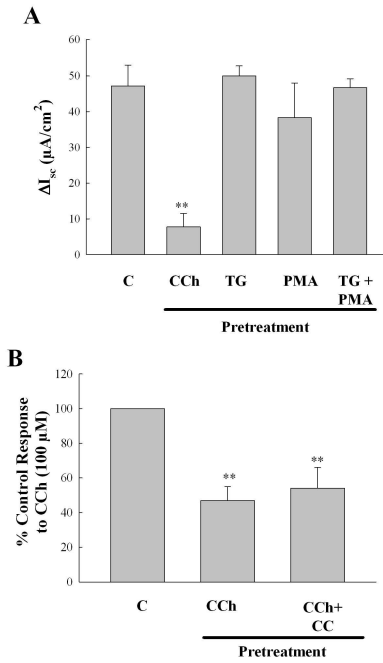 A
60
50
40
30
20
10
0
ΔIsc (μA/cm²)
**
C CCh TG PMA TG +
PMA
Pretreatment
B
120
100
80
60
40
20
0
% Control Response
to CCh (100 μM)
** **
C CCh CCh+
CC
Pretreatment